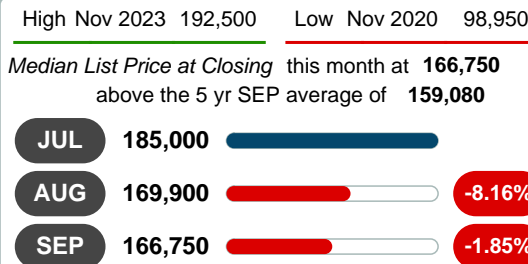 High Nov 2023 192,500 Low Nov 2020 98,950
Median List Price at Closing this month at 166,750
above the 5 yr SEP average of 159,080
JUL 185,000
AUG 169,900 -8.16%
SEP 166,750 -1.85%